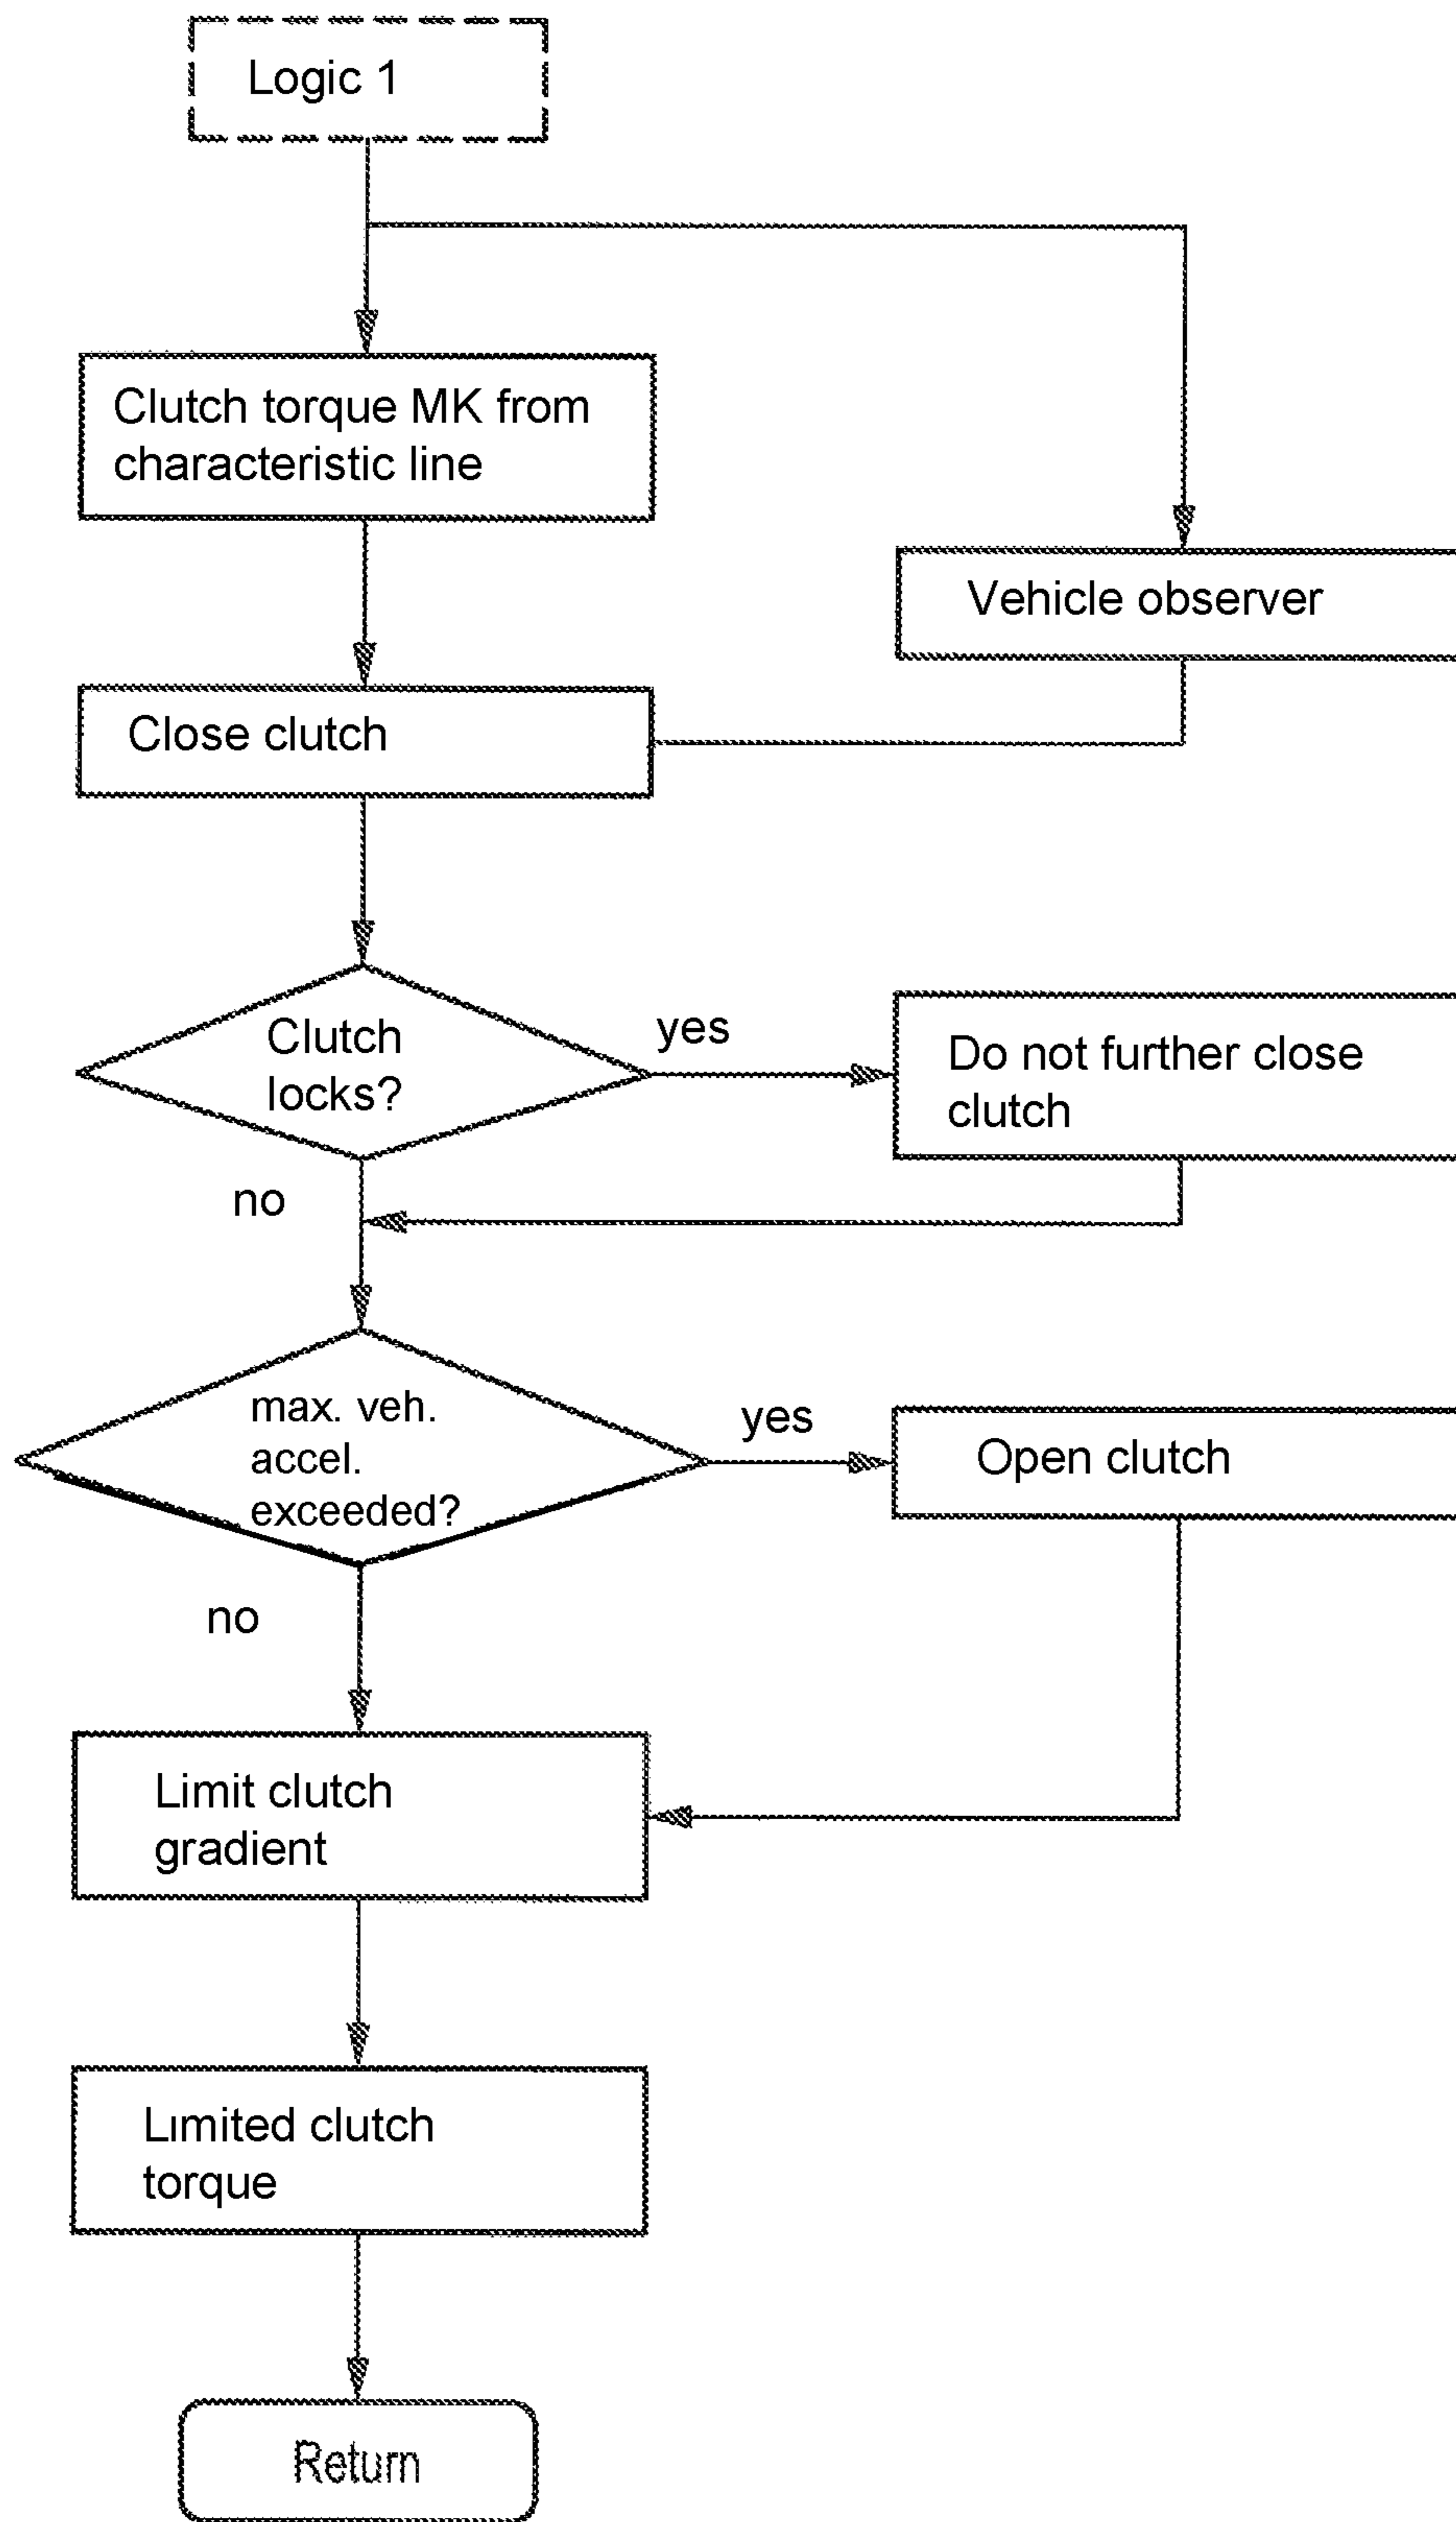 Logic 1
Clutch torque MK from
characteristic line
Vehicle observer
Close clutch
Clutch
locks?
yes
Do not further close
clutch
no
max. veh.
accel.
exceeded?
yes
Open clutch
no
Limit clutch
gradient
Limited clutch
torque
Return